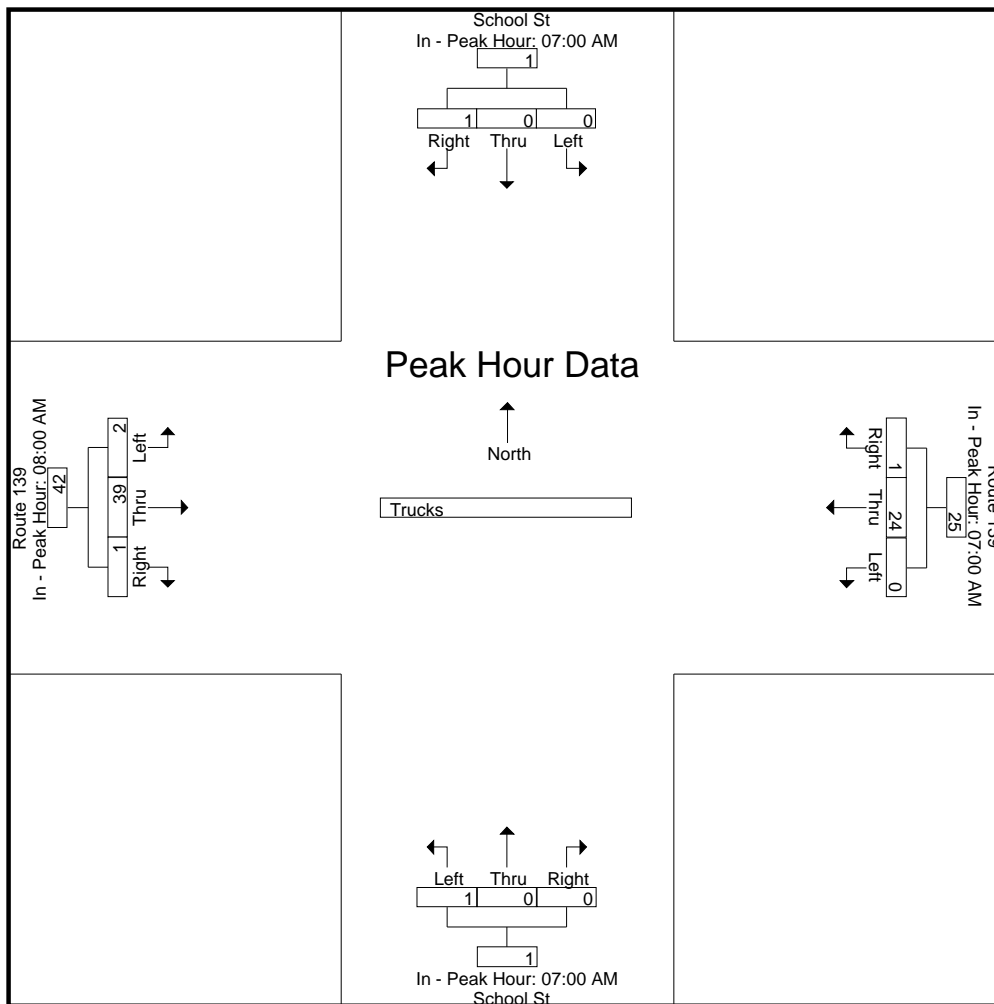 School St
In - Peak Hour: 07:00 AM
1
1 0 0
Right Thru Left
Peak Hour Data
North
Trucks
Route 139
In - Peak Hour: 08:00 AM
42
2 39 1
Left Thru Right
Right Thru Left
1 24 0
25
In - Peak Hour: 07:00 AM
Route 139
Left Thru Right
1 0 0
1
In - Peak Hour: 07:00 AM
School St